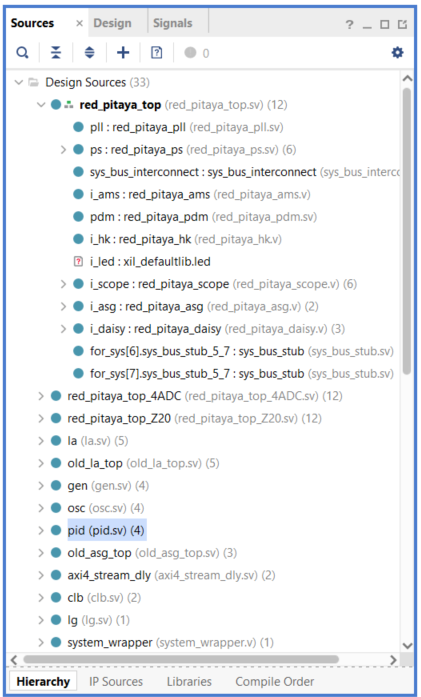 Sources × Design Signals ? _
0
Design Sources (33)
red_pitaya_top (red_pitaya_top.sv) (12)
pll : red_pitaya_pll (red_pitaya_pll.sv)
ps : red_pitaya_ps (red_pitaya_ps.sv) (6)
sys_bus_interconnect : sys_bus_interconnect (sys_bus_interc
i_ams : red_pitaya_ams (red_pitaya_ams.v)
pdm : red_pitaya_pdm (red_pitaya_pdm.sv)
i_hk : red_pitaya_hk (red_pitaya_hk.v)
? i_led : xil_defaultlib.led
i_scope : red_pitaya_scope (red_pitaya_scope.v) (6)
i_asg : red_pitaya_asg (red_pitaya_asg.v) (2)
i_daisy : red_pitaya_daisy (red_pitaya_daisy.v) (3)
for_sys[6].sys_bus_stub_5_7 : sys_bus_stub (sys_bus_stub.sv)
for_sys[7].sys_bus_stub_5_7 : sys_bus_stub (sys_bus_stub.sv)
red_pitaya_top_4ADC (red_pitaya_top_4ADC.sv) (12)
red_pitaya_top_Z20 (red_pitaya_top_Z20.sv) (12)
la (la.sv) (5)
old_la_top (old_la_top.sv) (5)
gen (gen.sv) (4)
osc (osc.sv) (4)
pid (pid.sv) (4)
old_asg_top (old_asg_top.sv) (3)
axi4_stream_dly (axi4_stream_dly.sv) (2)
clb (clb.sv) (2)
lg (lg.sv) (1)
system_wrapper (system_wrapper.v) (1)
Hierarchy IP Sources Libraries Compile Order